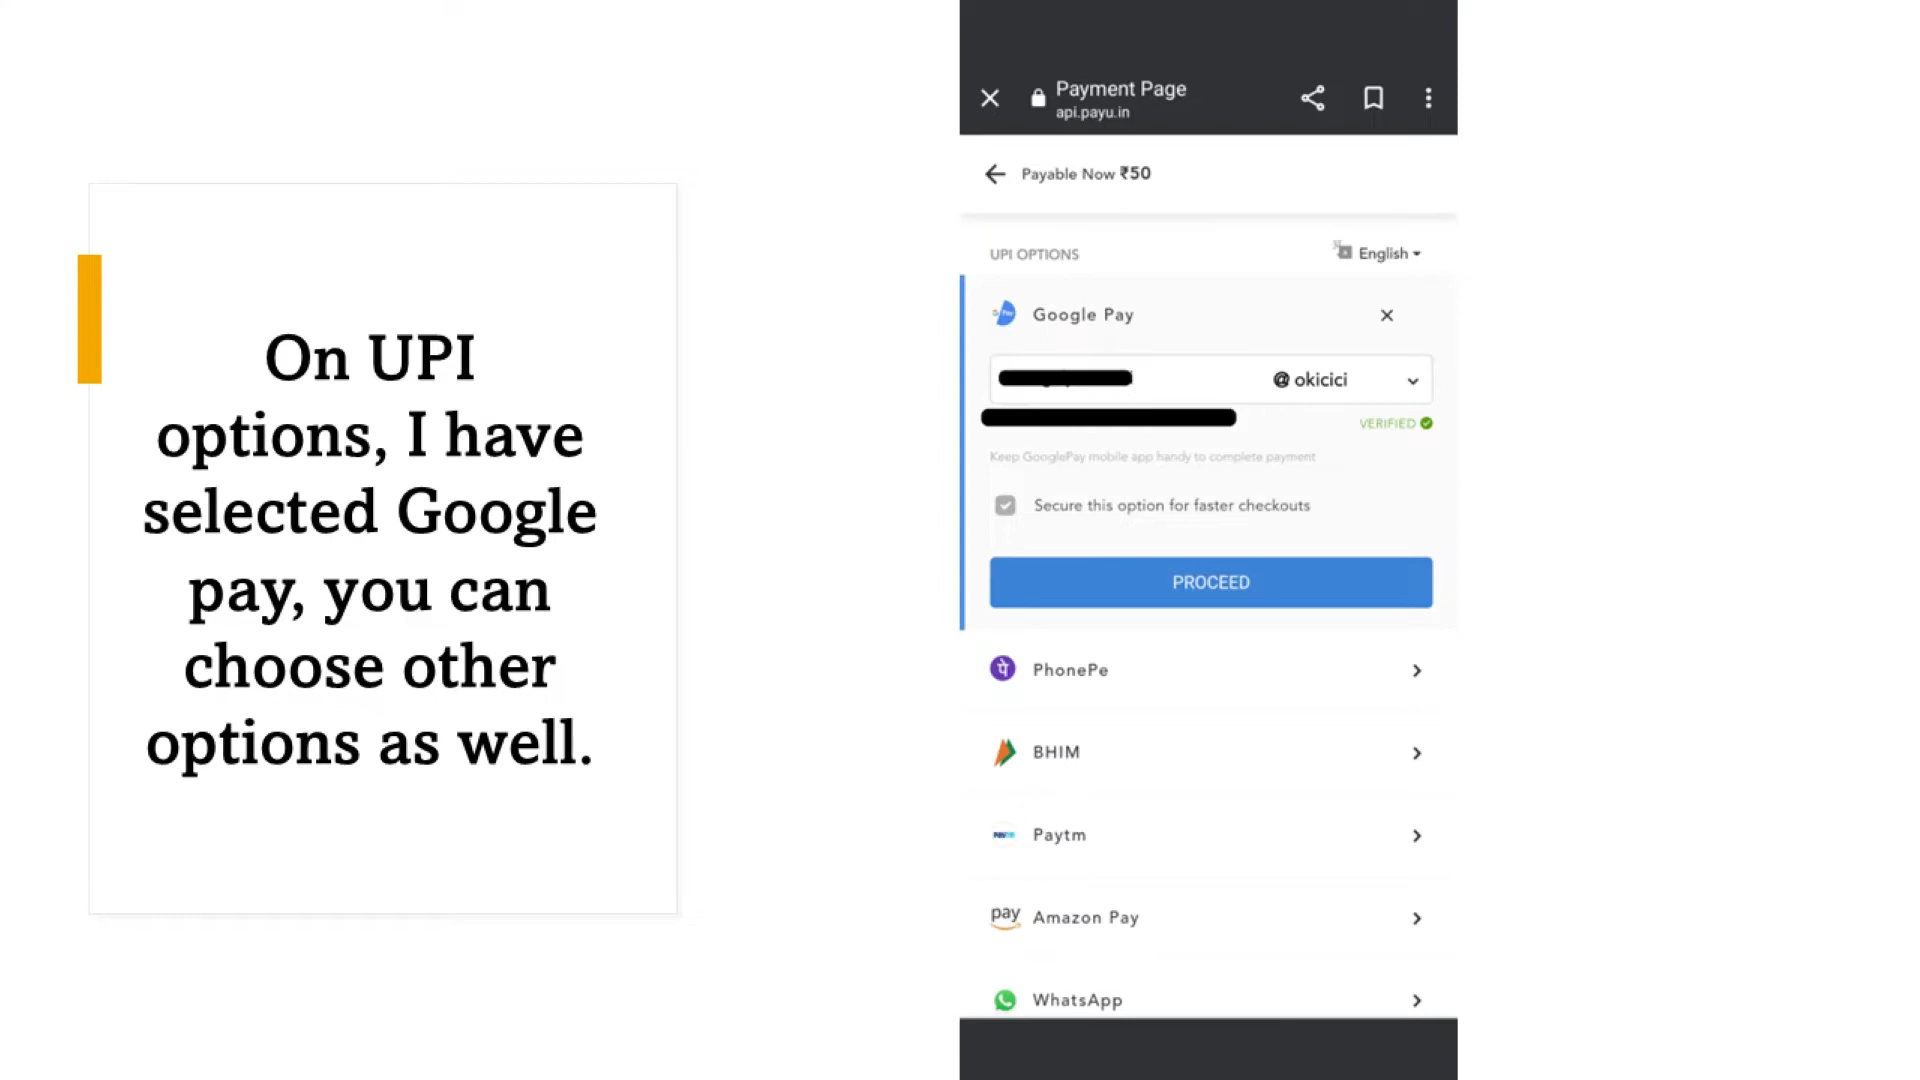 On UPI
options, I have
selected Google
pay, you can
choose other
options as well.
Payment Page
api.payu.in
Payable Now ₹50
UPI OPTIONS
English
Google Pay
@ okicici
VERIFIED
Keep GooglePay mobile app handy to complete payment
Secure this option for faster checkouts
PROCEED
पे PhonePe
BHIM
Paytm
pay Amazon Pay
WhatsApp